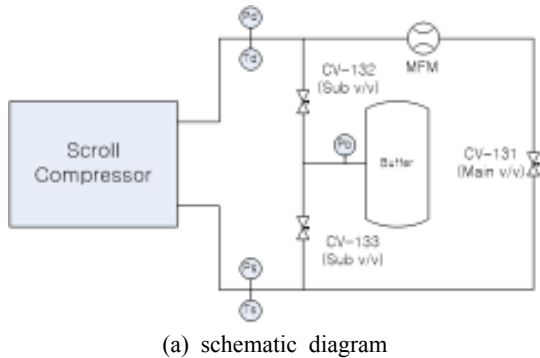 Pd
Td
CV-132
(Sub v/v)
MFM
Scroll
Compressor
Pb
Buffer
CV-131
(Main v/v)
CV-133
(Sub v/v)
Ps
Ts
(a) schematic diagram